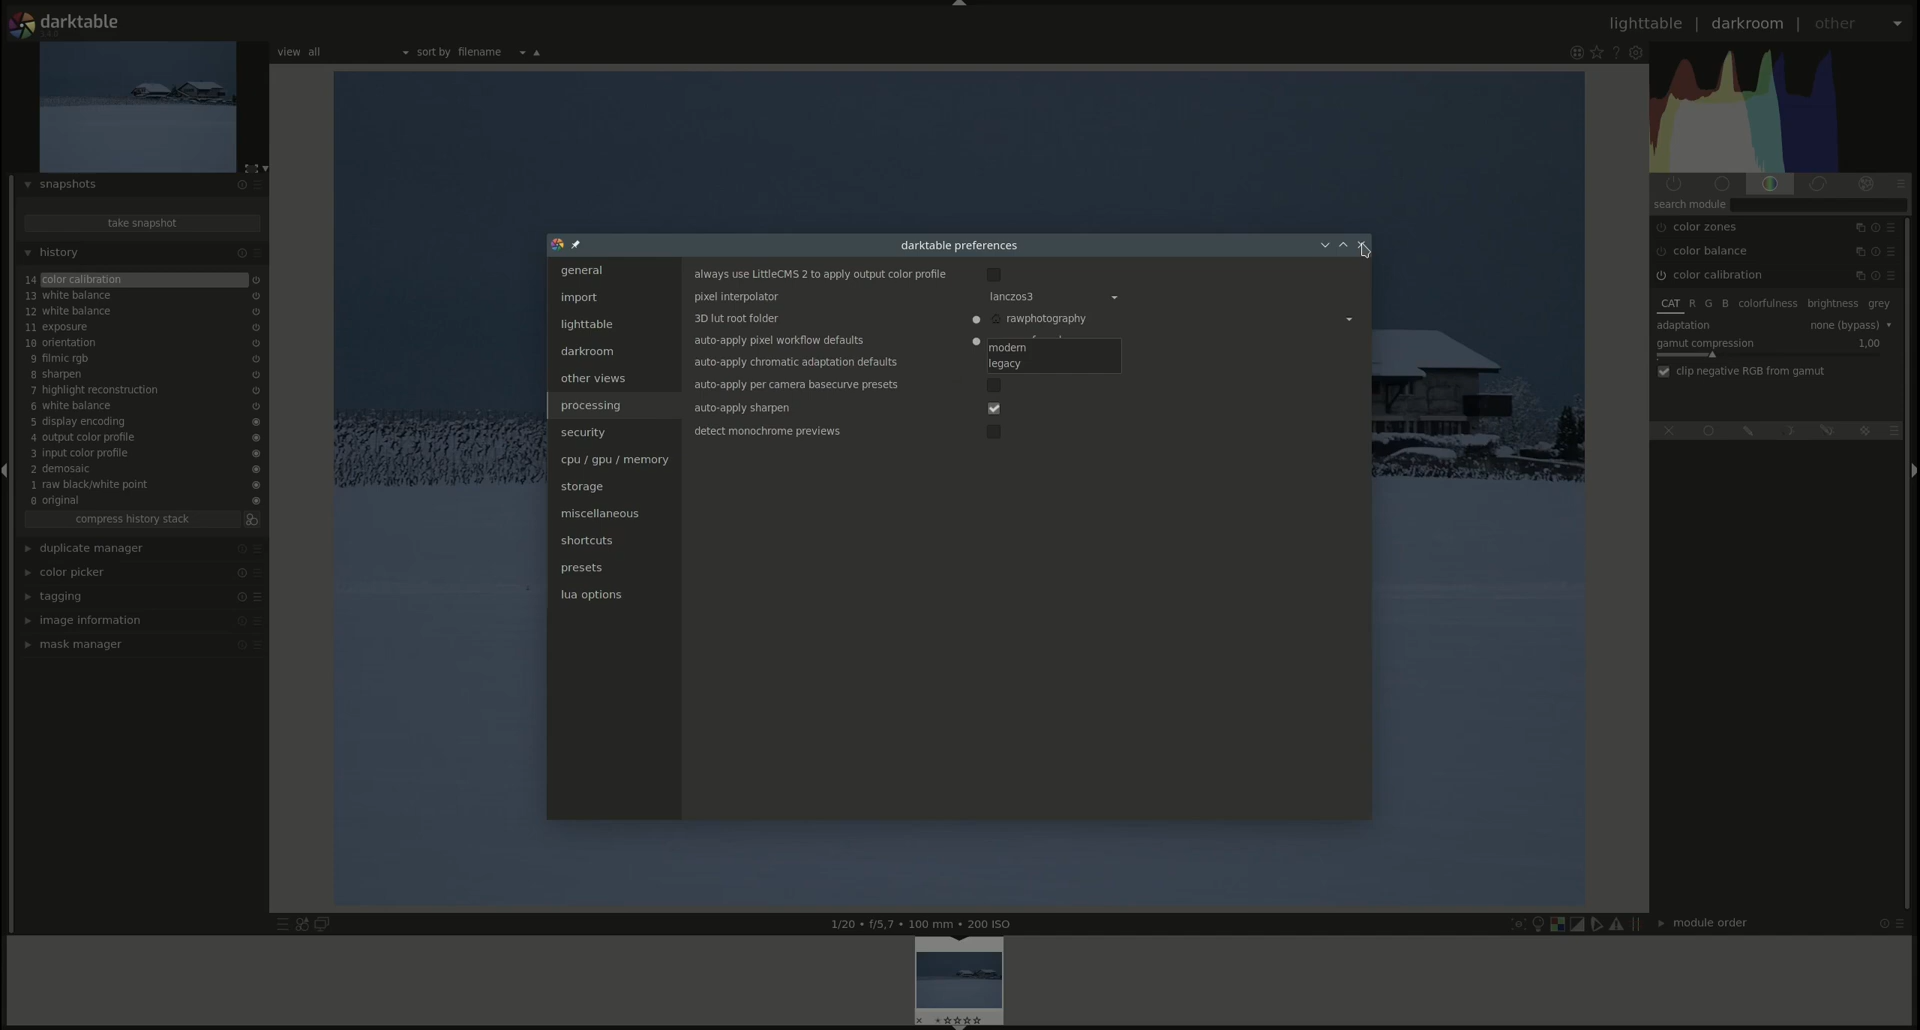 darktable
lighttable | darkroom | other
view all sort by filename
snapshots
take snapshot
history
14 color calibration
13 white balance
12 white balance
11 exposure
10 orientation
9 filmic rgb
8 sharpen
7 highlight reconstruction
6 white balance
5 display encoding
4 output color profile
3 input color profile
2 demosaic
1 raw black/white point
0 original
compress history stack
duplicate manager
color picker
tagging
image information
mask manager
darktable preferences
general
import
lighttable
darkroom
other views
processing
security
cpu / gpu / memory
storage
miscellaneous
shortcuts
presets
lua options
always use LittleCMS 2 to apply output color profile
pixel interpolator lanczos3
3D lut root folder rawphotography
auto-apply pixel workflow defaults
auto-apply chromatic adaptation defaults
modern
legacy
auto-apply per camera basecurve presets
auto-apply sharpen
detect monochrome previews
search module
color zones
color balance
color calibration
CAT R G B colorfulness brightness grey
adaptation none (bypass)
gamut compression 1,00
clip negative RGB from gamut
1/20 • f/5,7 • 100 mm • 200 ISO
module order